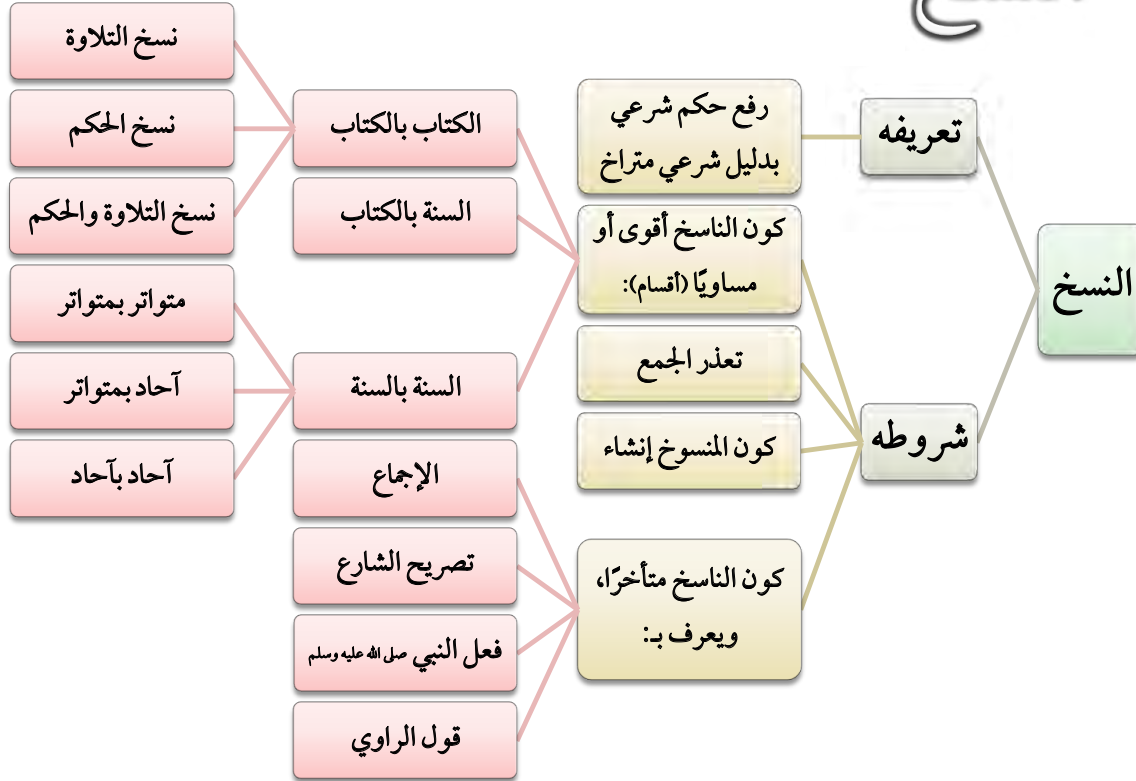 النسخ
تعريفه
رفع حكم شرعي
بدليل شرعي متراخ
شروطه
كون الناسخ أقوى أو
مساويًا (أقسام):
الكتاب بالكتاب
نسخ التلاوة
نسخ الحكم
نسخ التلاوة والحكم
السنة بالكتاب
السنة بالسنة
متواتر بمتواتر
آحاد بمتواتر
آحاد بآحاد
تعذر الجمع
كون المنسوخ إنشاء
كون الناسخ متأخرًا،
ويعرف بـ:
الإجماع
تصريح الشارع
فعل النبي صلى الله عليه وسلم
قول الراوي